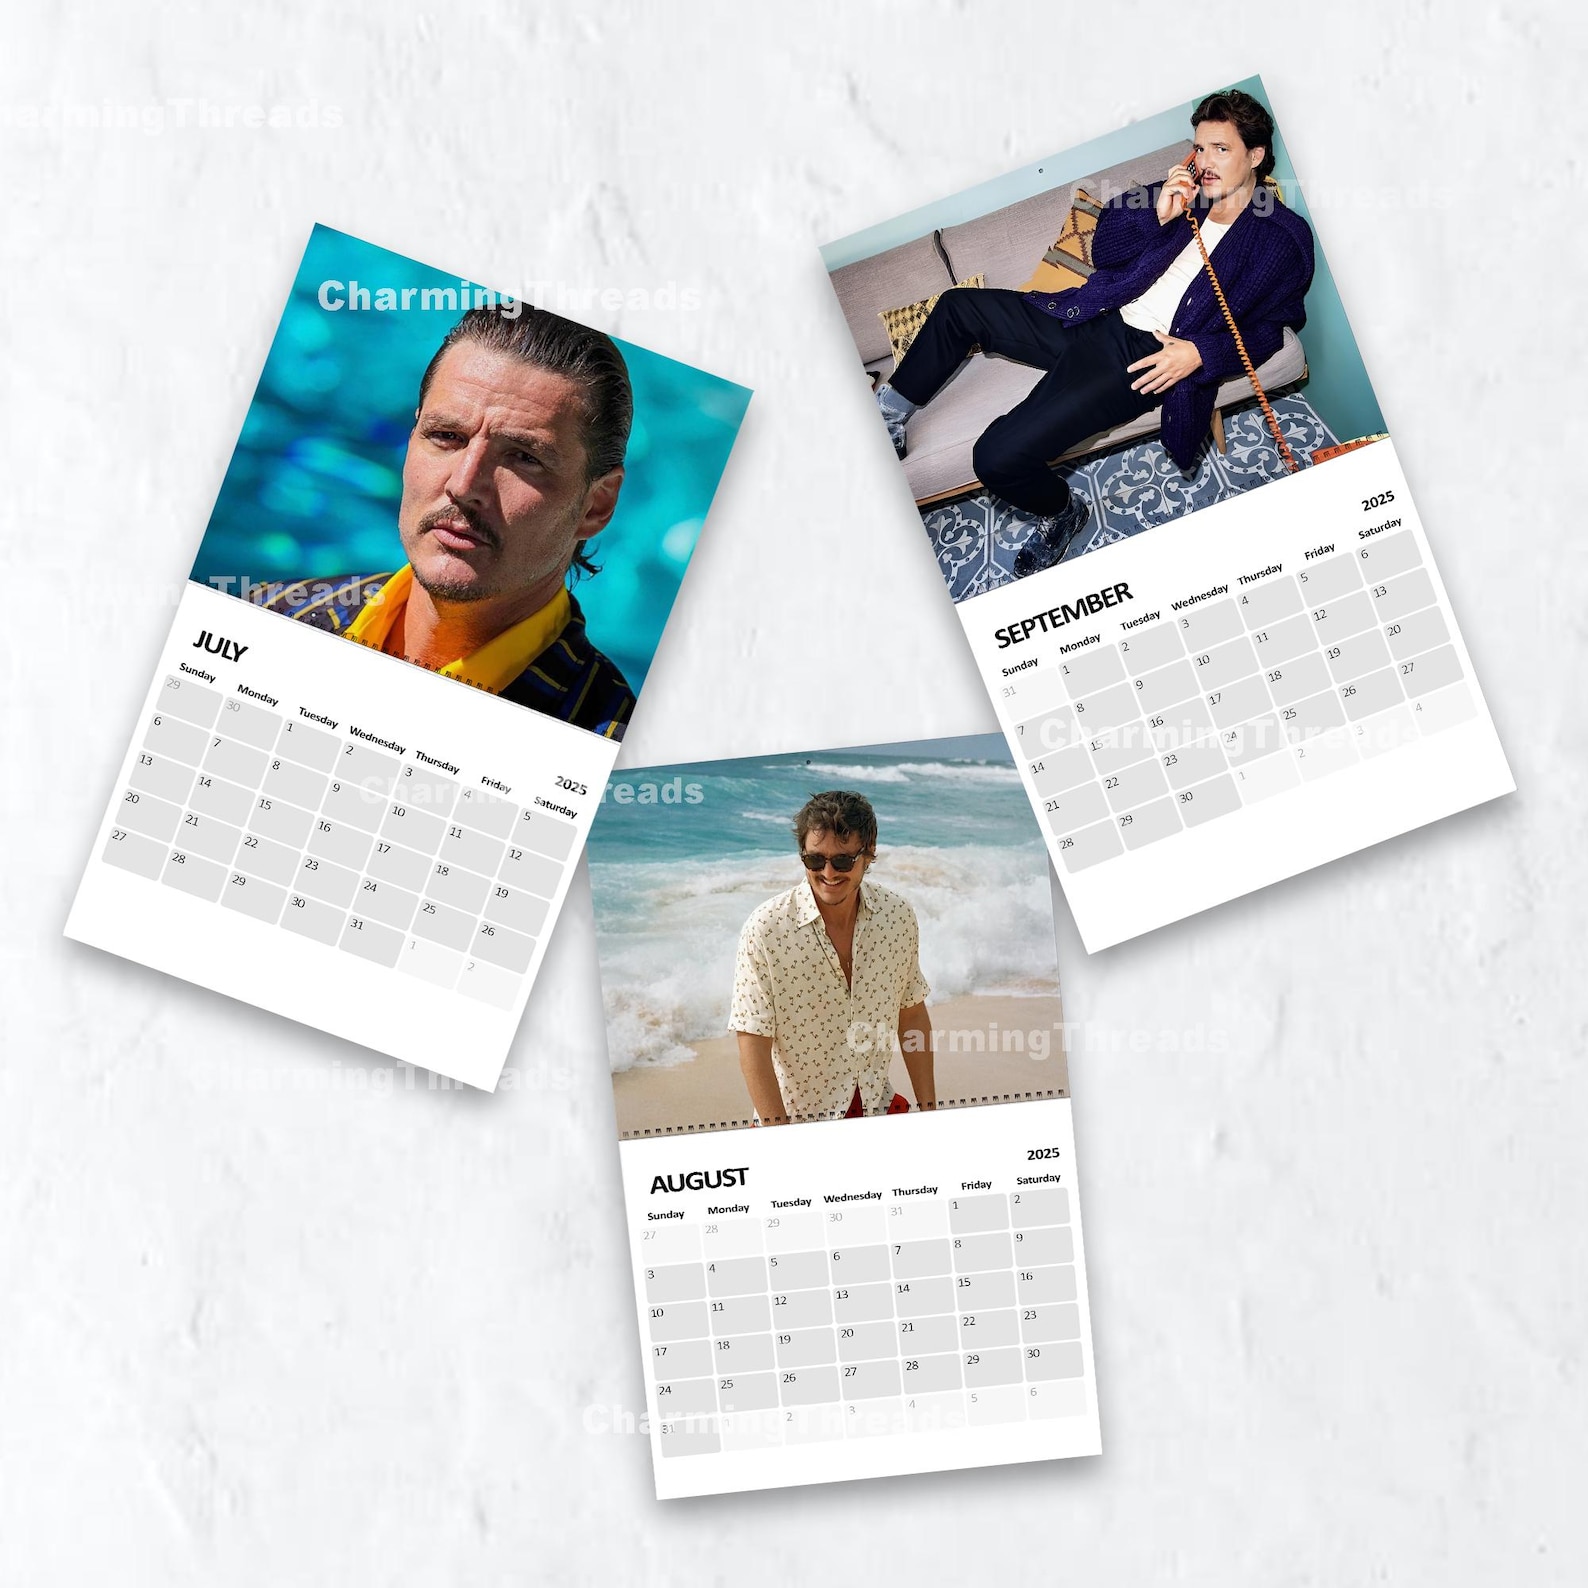 CharmingThreads
CharmingThreads
CharmingThreads
CharmingThreads
JULY
2025
Sunday Monday Tuesday Wednesday Thursday Friday Saturday
29 30 1 2 3 4 5
6 7 8 9 10 11 12
13 14 15 16 17 18 19
20 21 22 23 24 25 26
27 28 29 30 31 1 2
CharmingThreads
CharmingThreads
CharmingThreads
SEPTEMBER
2025
Sunday Monday Tuesday Wednesday Thursday Friday Saturday
31 1 2 3 4 5 6
7 8 9 10 11 12 13
14 15 16 17 18 19 20
21 22 23 24 25 26 27
28 29 30 1 2 3 4
CharmingThreads
CharmingThreads
AUGUST
2025
Sunday Monday Tuesday Wednesday Thursday Friday Saturday
27 28 29 30 31 1 2
3 4 5 6 7 8 9
10 11 12 13 14 15 16
17 18 19 20 21 22 23
24 25 26 27 28 29 30
31 1 2 3 4 5 6
CharmingThreads